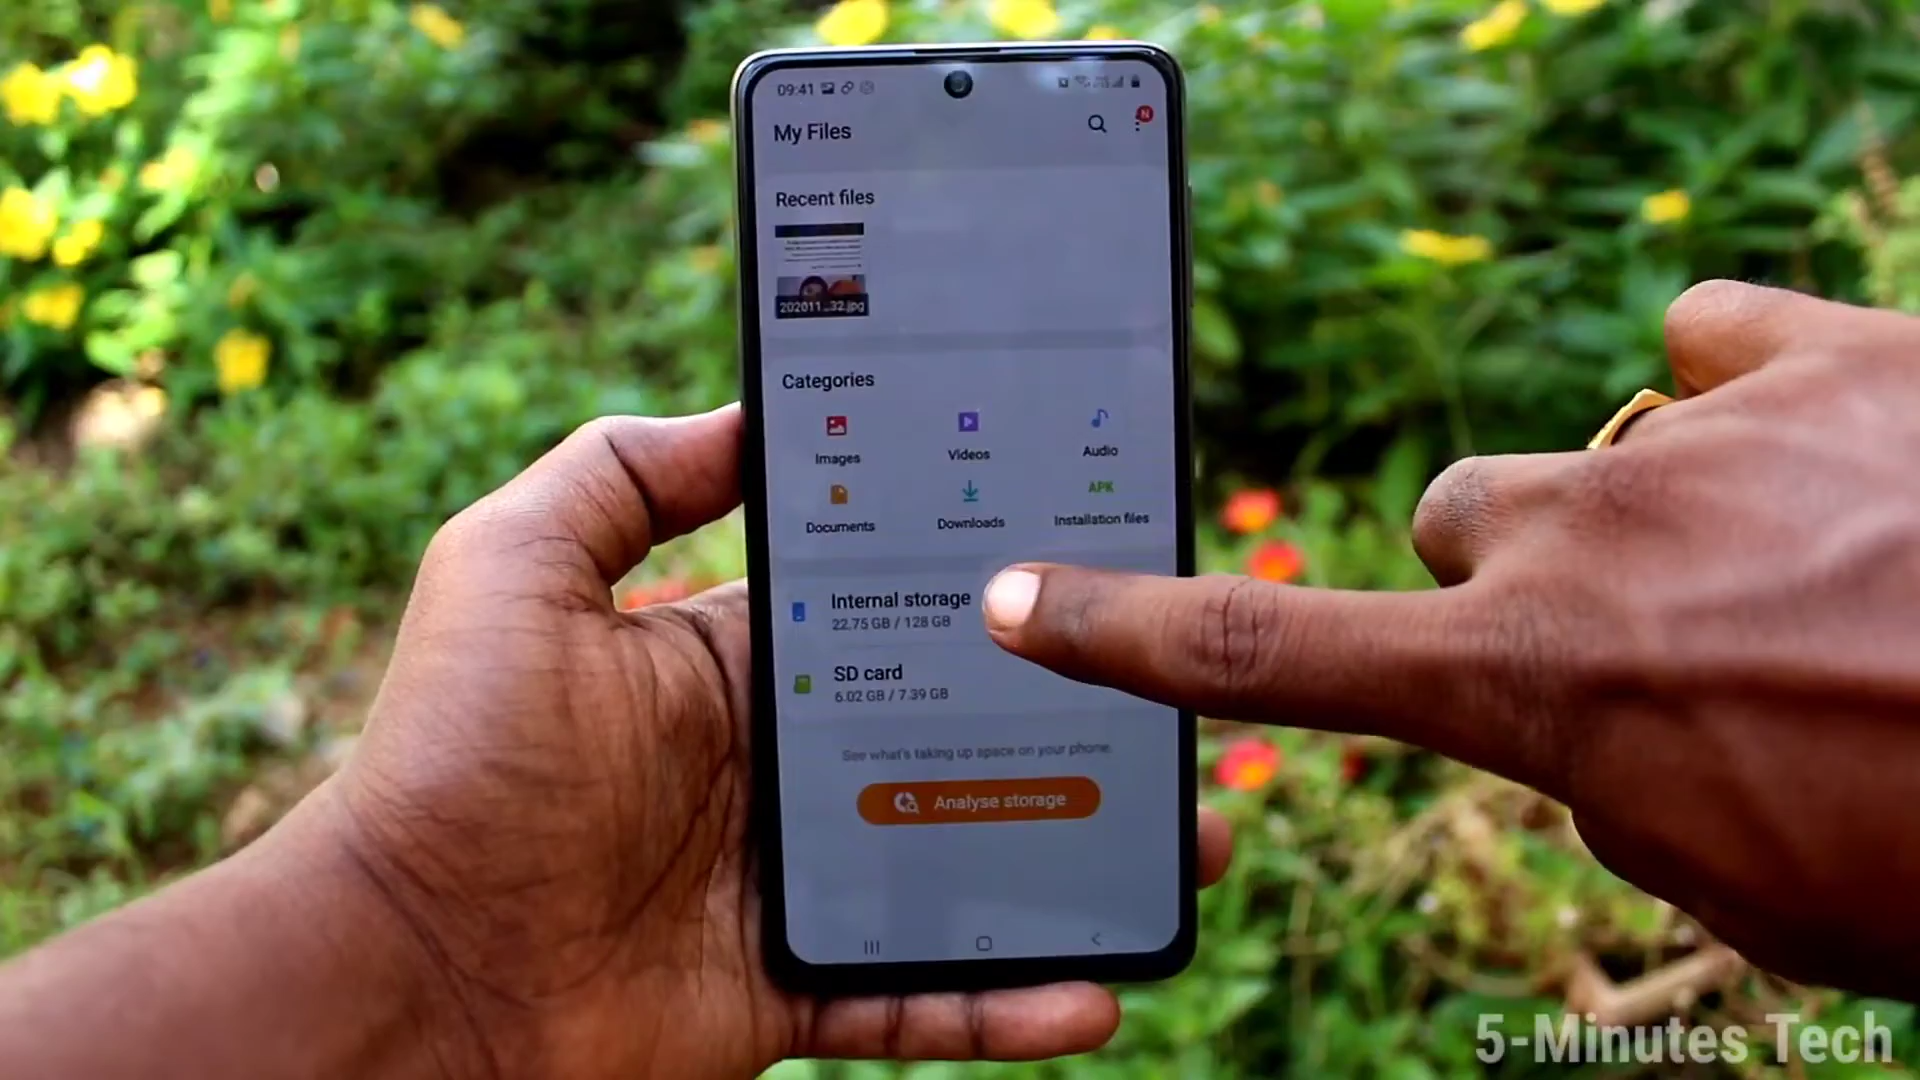 09:41
My Files
N
Recent files
202011...32.jpg
Categories
Images
Videos
Audio
Documents
Downloads
APK
Installation files
Internal storage
22.75 GB / 128 GB
SD card
6.02 GB / 7.39 GB
See what's taking up space on your phone.
Analyse storage
5-Minutes Tech